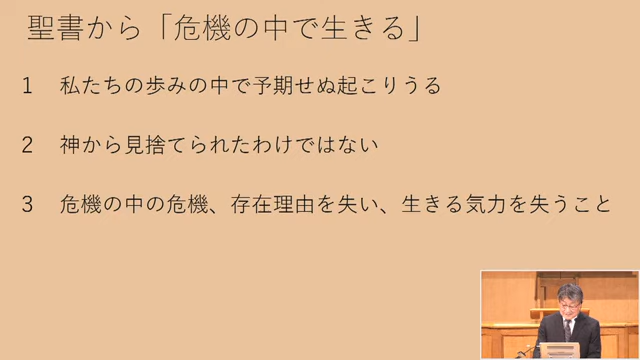 聖書から「危機の中で生きる」
1 私たちの歩みの中で予期せぬ起こりうる
2 神から見捨てられたわけではない
3 危機の中の危機、存在理由を失い、生きる気力を失うこと